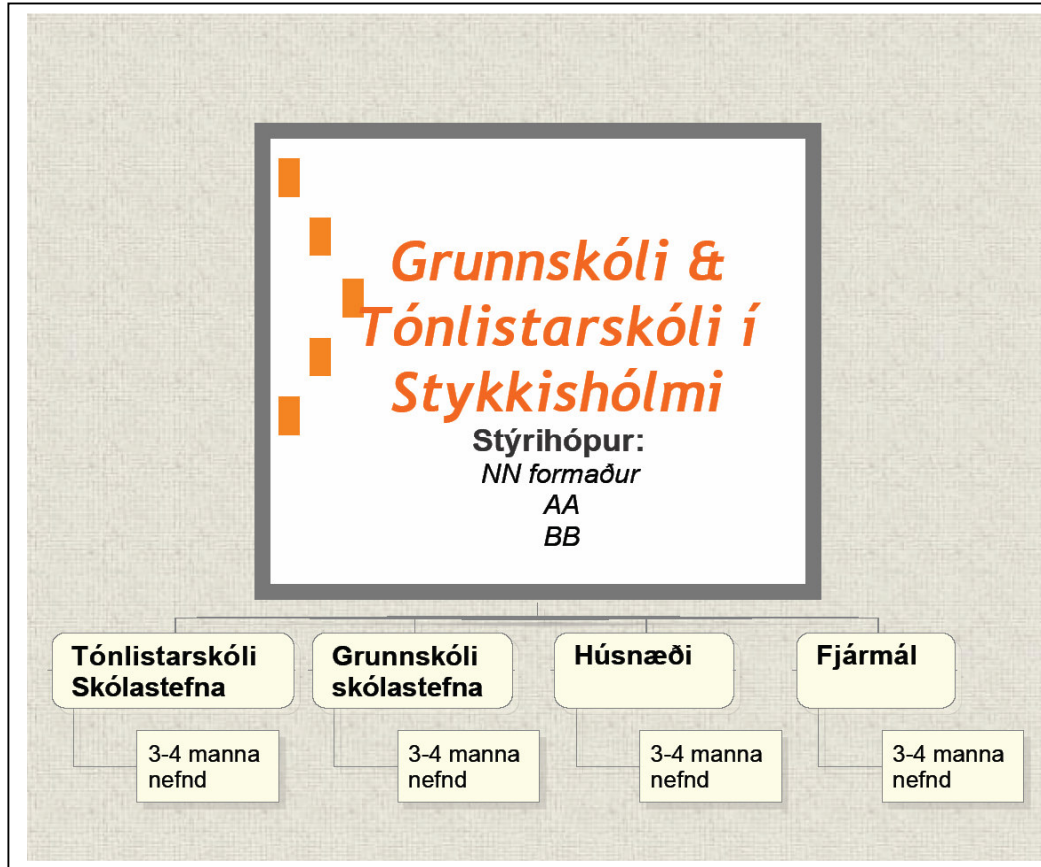 Grunnskóli &
Tónlistarskóli í
Stykkishólmi
Stýrihópur:
NN formaður
AA
BB
Tónlistarskóli
Skólastefna
3-4 manna
nefnd
Grunnskóli
skólastefna
3-4 manna
nefnd
Húsnæði
3-4 manna
nefnd
Fjármál
3-4 manna
nefnd